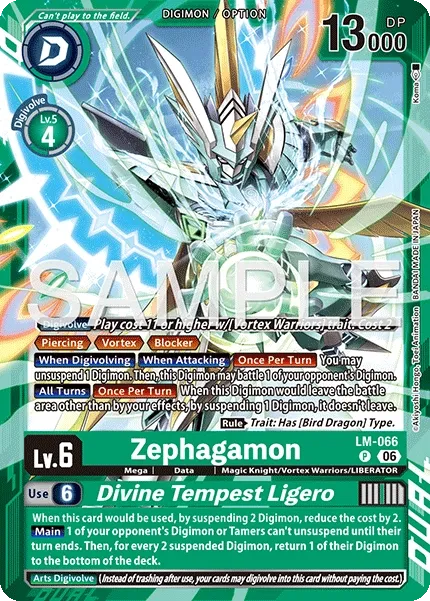 Can't play to the field.
DIGIMON / OPTION
DP
13000
D
Digivolve
Lv.5
4
Koma
©Akiyoshi Hongo, Toei Animation BANDAI MADE IN JAPAN
SAMPLE
Digivolve Play cost 11 or higher w/[Vortex Warriors] trait: Cost 2
Piercing Vortex Blocker
When Digivolving When Attacking Once Per Turn You may
unsuspend 1 Digimon. Then, this Digimon may battle 1 of your opponent's Digimon.
All Turns Once Per Turn When this Digimon would leave the battle
area other than by your effects, by suspending 1 Digimon, it doesn't leave.
Rule Trait: Has [Bird Dragon] Type.
Lv.6
Zephagamon
LM-066
P 06
Mega Data Magic Knight/Vortex Warriors/LIBERATOR
Use 6 Divine Tempest Ligero
When this card would be used, by suspending 2 Digimon, reduce the cost by 2.
Main 1 of your opponent's Digimon or Tamers can't unsuspend until their
turn ends. Then, for every 2 suspended Digimon, return 1 of their Digimon
to the bottom of the deck.
Arts Digivolve (Instead of trashing after use, your cards may digivolve into this card without paying the cost.)
DUAL